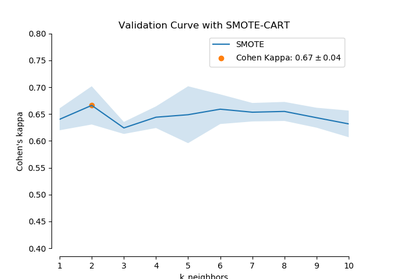 Validation Curve with SMOTE-CART
SMOTE
Cohen Kappa: 0.67 ± 0.04
0.80
0.75
0.70
0.65
0.60
0.55
0.50
0.45
0.40
Cohen's kappa
1 2 3 4 5 6 7 8 9 10
k_neighbors